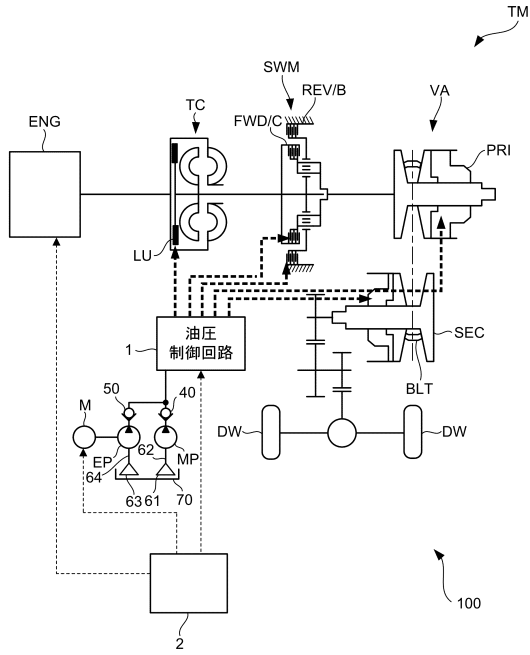 TM
SWM
REV/B
VA
TC
ENG
FWD/C
PRI
LU
油圧
制御回路
1
SEC
BLT
50
40
M
DW
DW
EP
62
MP
64
63
61
70
100
2